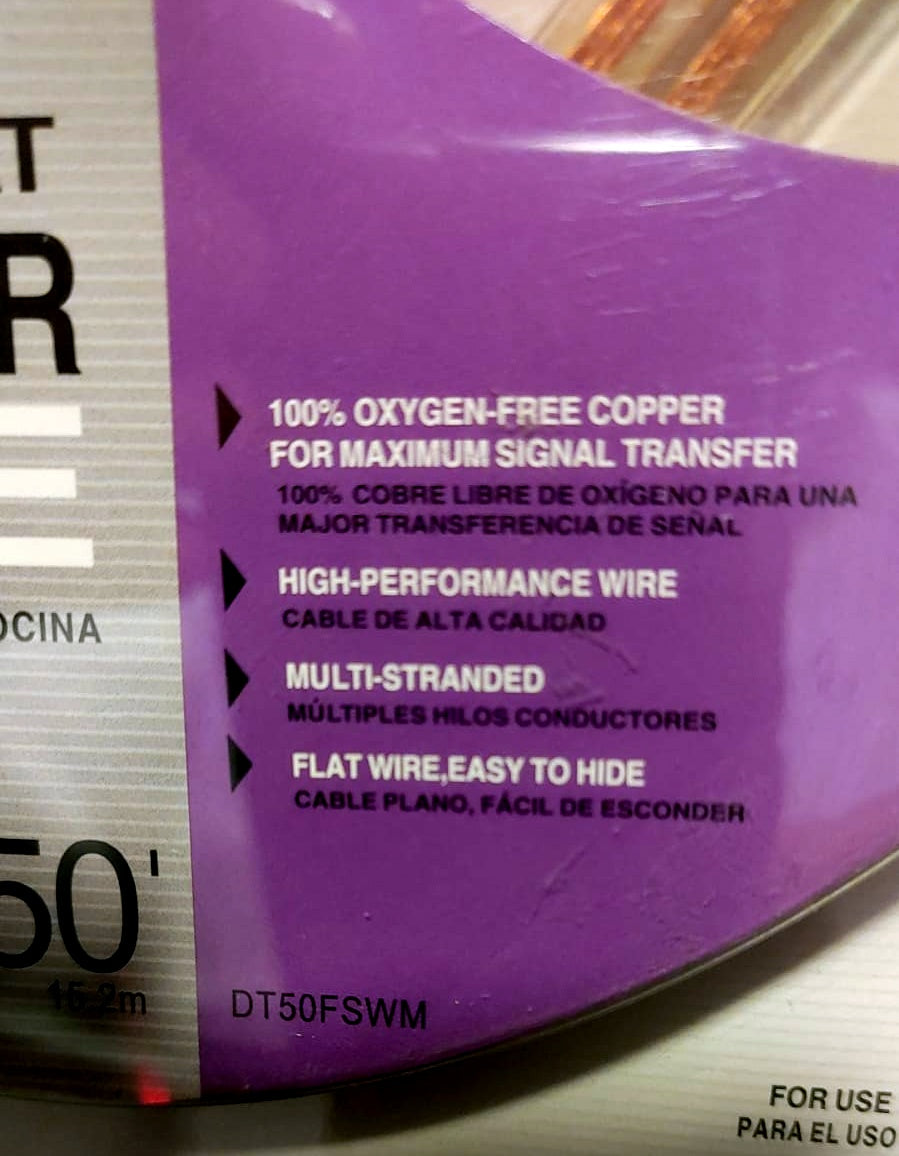 100% OXYGEN-FREE COPPER
FOR MAXIMUM SIGNAL TRANSFER
100% COBRE LIBRE DE OXÍGENO PARA UNA
MAJOR TRANSFERENCIA DE SEÑAL
HIGH-PERFORMANCE WIRE
CABLE DE ALTA CALIDAD
MULTI-STRANDED
MÚLTIPLES HILOS CONDUCTORES
FLAT WIRE,EASY TO HIDE
CABLE PLANO, FÁCIL DE ESCONDER
50'
15.2m
DT50FSWM
FOR USE
PARA EL USO